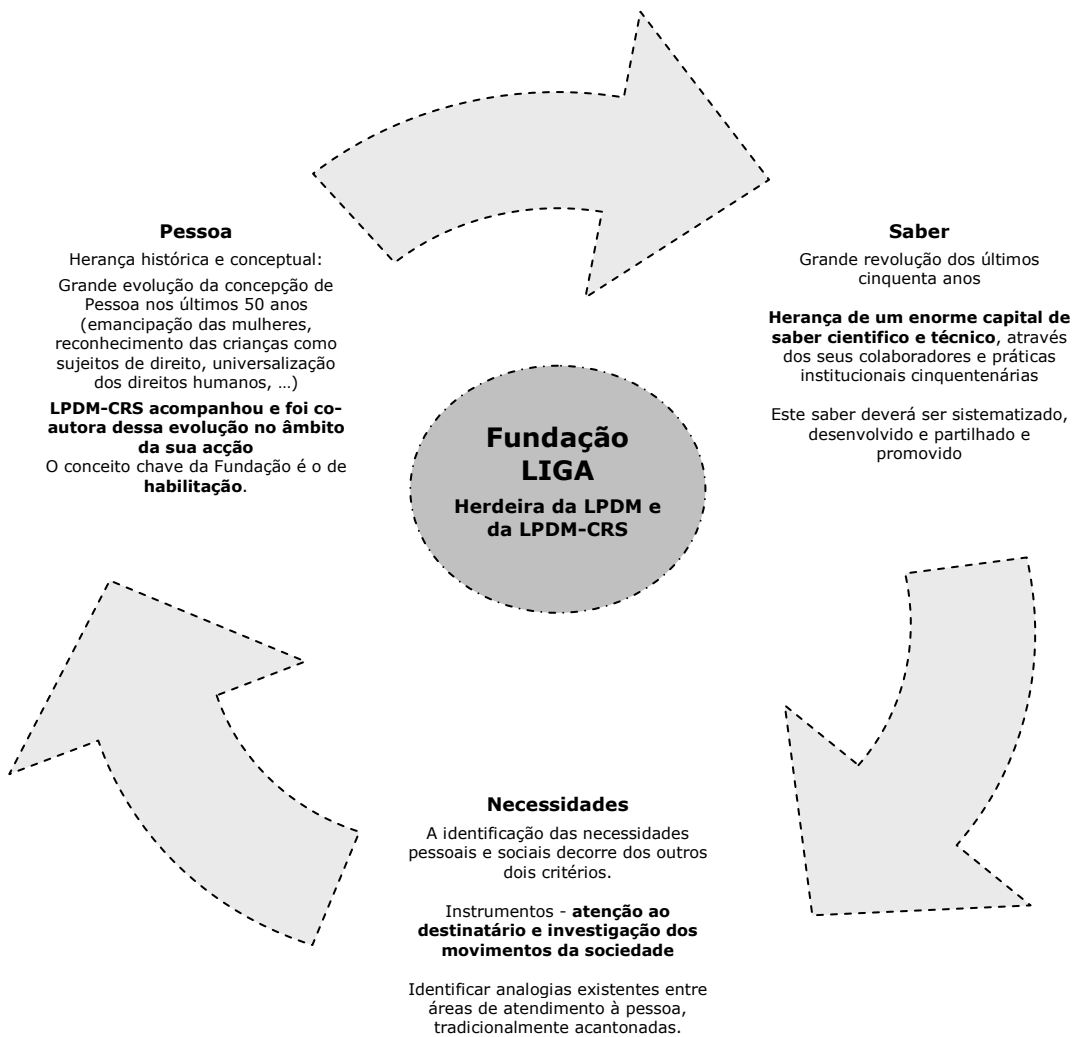 Pessoa
Herança histórica e conceptual:
Grande evolução da concepção de
Pessoa nos últimos 50 anos
(emancipação das mulheres,
reconhecimento das crianças como
sujeitos de direito, universalização
dos direitos humanos, …)
LPDM-CRS acompanhou e foi co-
autora dessa evolução no âmbito
da sua acção
O conceito chave da Fundação é o de
habilitação.
Saber
Grande revolução dos últimos
cinquenta anos
Herança de um enorme capital de
saber cientifico e técnico, através
dos seus colaboradores e práticas
institucionais cinquentenárias
Este saber deverá ser sistematizado,
desenvolvido e partilhado e
promovido
Fundação
LIGA
Herdeira da LPDM e
da LPDM-CRS
Necessidades
A identificação das necessidades
pessoais e sociais decorre dos outros
dois critérios.
Instrumentos - atenção ao
destinatário e investigação dos
movimentos da sociedade
Identificar analogias existentes entre
áreas de atendimento à pessoa,
tradicionalmente acantonadas.